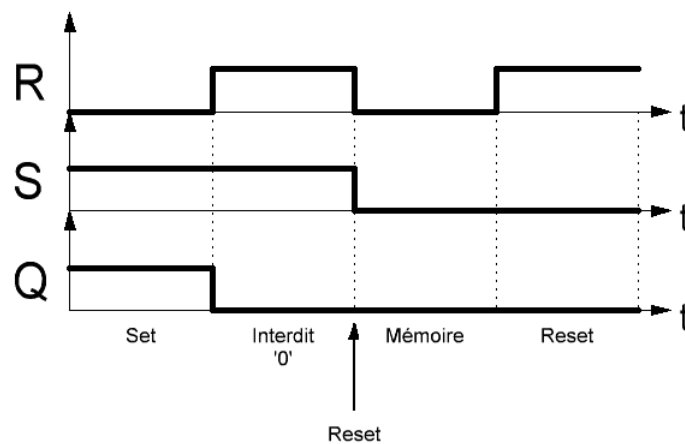 R
t
S
t
Q
t
Set
Interdit
'0'
Mémoire
Reset
Reset